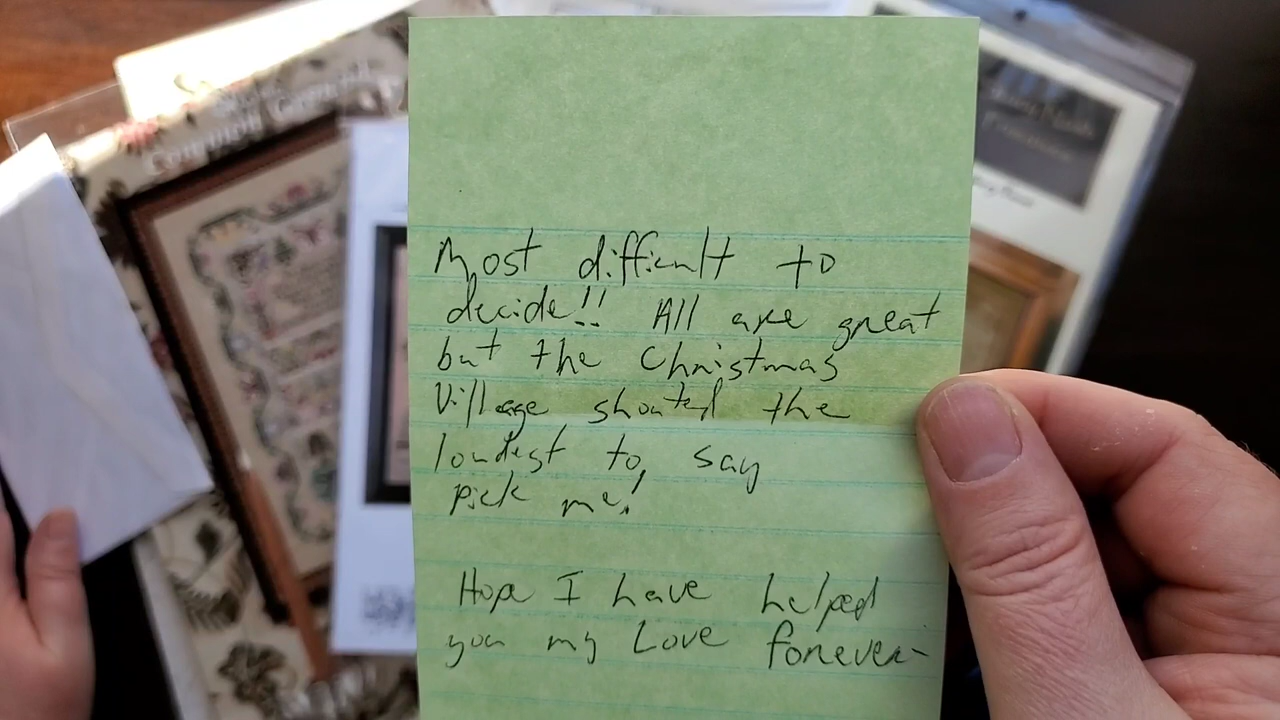 Most difficult to
decide!! All are great
but the Christmas
Village shouted the
loudest to, say
pick me!
Hope I have helped
you my Love forever-